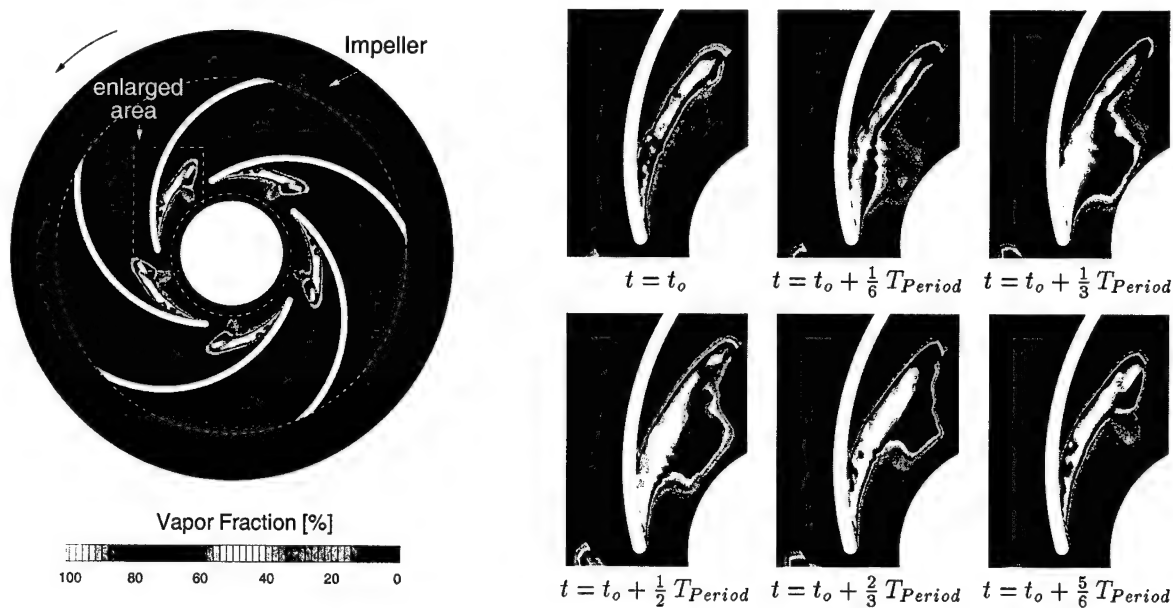 Impeller
enlarged
area
Vapor Fraction [%]
100 80 60 40 20 0
t = t_o
t = t_o + 1/6 T_Period
t = t_o + 1/3 T_Period
t = t_o + 1/2 T_Period
t = t_o + 2/3 T_Period
t = t_o + 5/6 T_Period